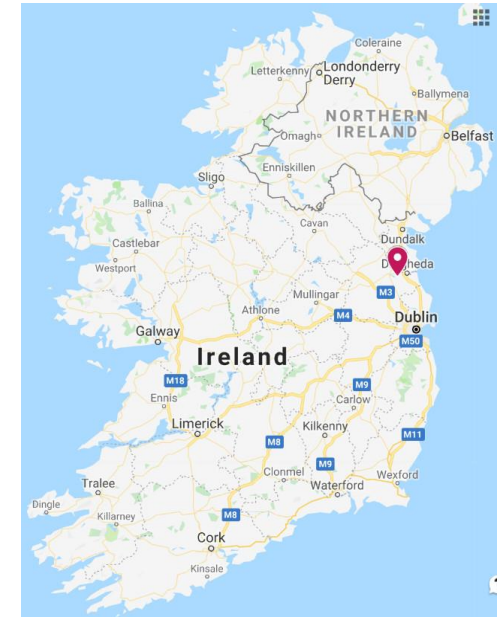 Coleraine
Letterkenny
Londonderry
Derry
Ballymena
NORTHERN
IRELAND
Omagh
Belfast
Enniskillen
Sligo
Ballina
Cavan
Castlebar
Dundalk
Westport
D heda
M3
Mullingar
Athlone
M4
Dublin
Galway
M50
Ireland
M18
M9
Ennis
Carlow
Limerick
Kilkenny
M11
M8
M9
Clonmel
Wexford
Tralee
Waterford
Dingle
Killarney
M8
Cork
Kinsale